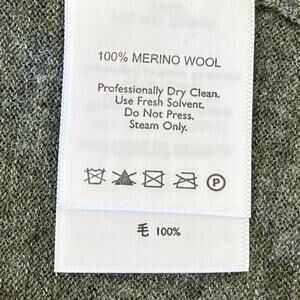 100% MERINO WOOL
Professionally Dry Clean.
Use Fresh Solvent.
Do Not Press.
Steam Only.
P
毛 100%